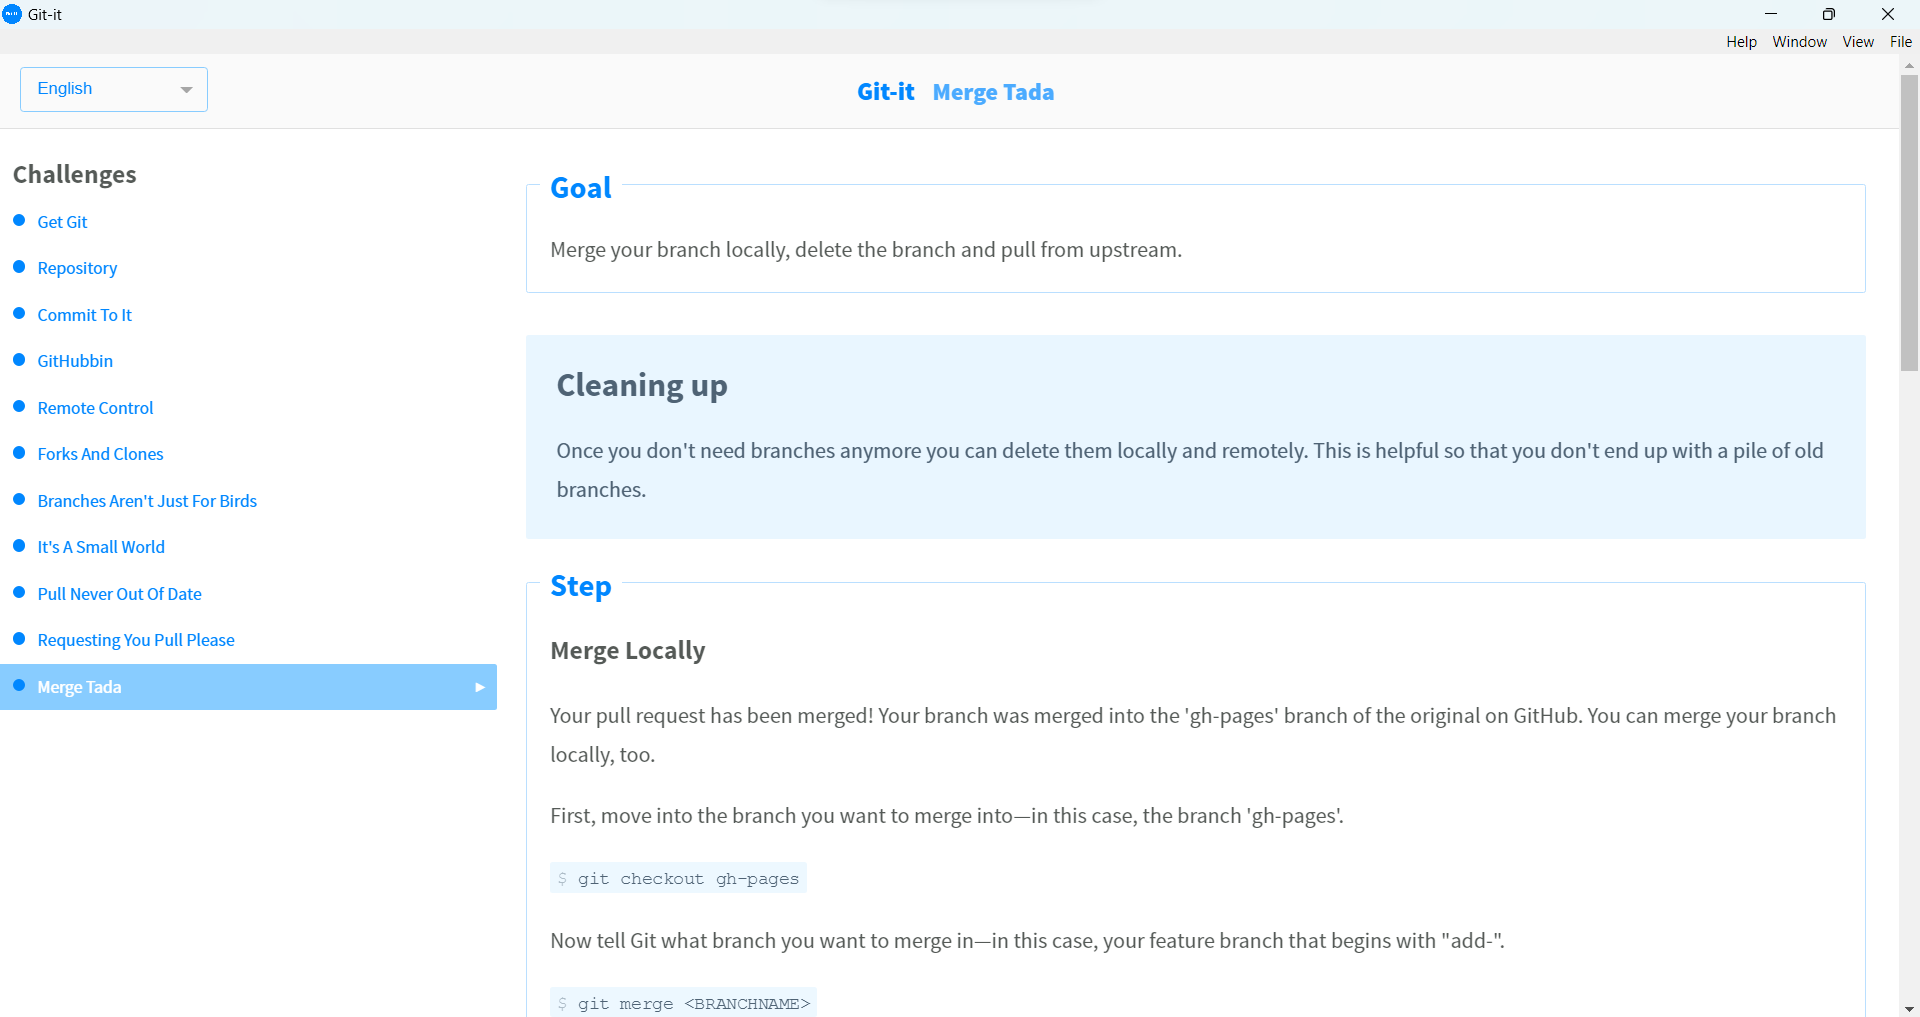 Git-it
Help Window View File
English
Git-it Merge Tada
Challenges
Get Git
Repository
Commit To It
GitHubbin
Remote Control
Forks And Clones
Branches Aren't Just For Birds
It's A Small World
Pull Never Out Of Date
Requesting You Pull Please
Merge Tada
Goal
Merge your branch locally, delete the branch and pull from upstream.
Cleaning up
Once you don't need branches anymore you can delete them locally and remotely. This is helpful so that you don't end up with a pile of old
branches.
Step
Merge Locally
Your pull request has been merged! Your branch was merged into the 'gh-pages' branch of the original on GitHub. You can merge your branch
locally, too.
First, move into the branch you want to merge into—in this case, the branch 'gh-pages'.
$ git checkout gh-pages
Now tell Git what branch you want to merge in—in this case, your feature branch that begins with "add-".
$ git merge <BRANCHNAME>